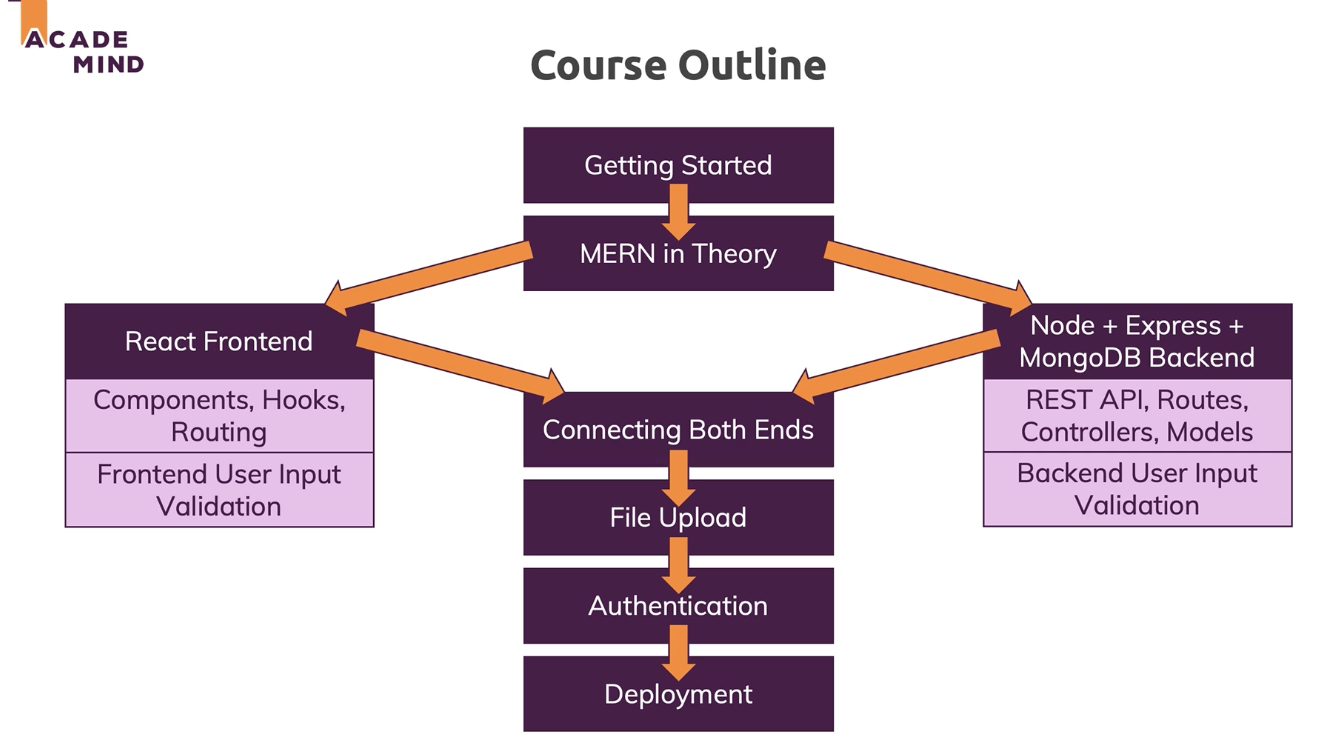 ACADE
MIND
Course Outline
Getting Started
MERN in Theory
React Frontend
Components, Hooks,
Routing
Frontend User Input
Validation
Node + Express +
MongoDB Backend
REST API, Routes,
Controllers, Models
Backend User Input
Validation
Connecting Both Ends
File Upload
Authentication
Deployment